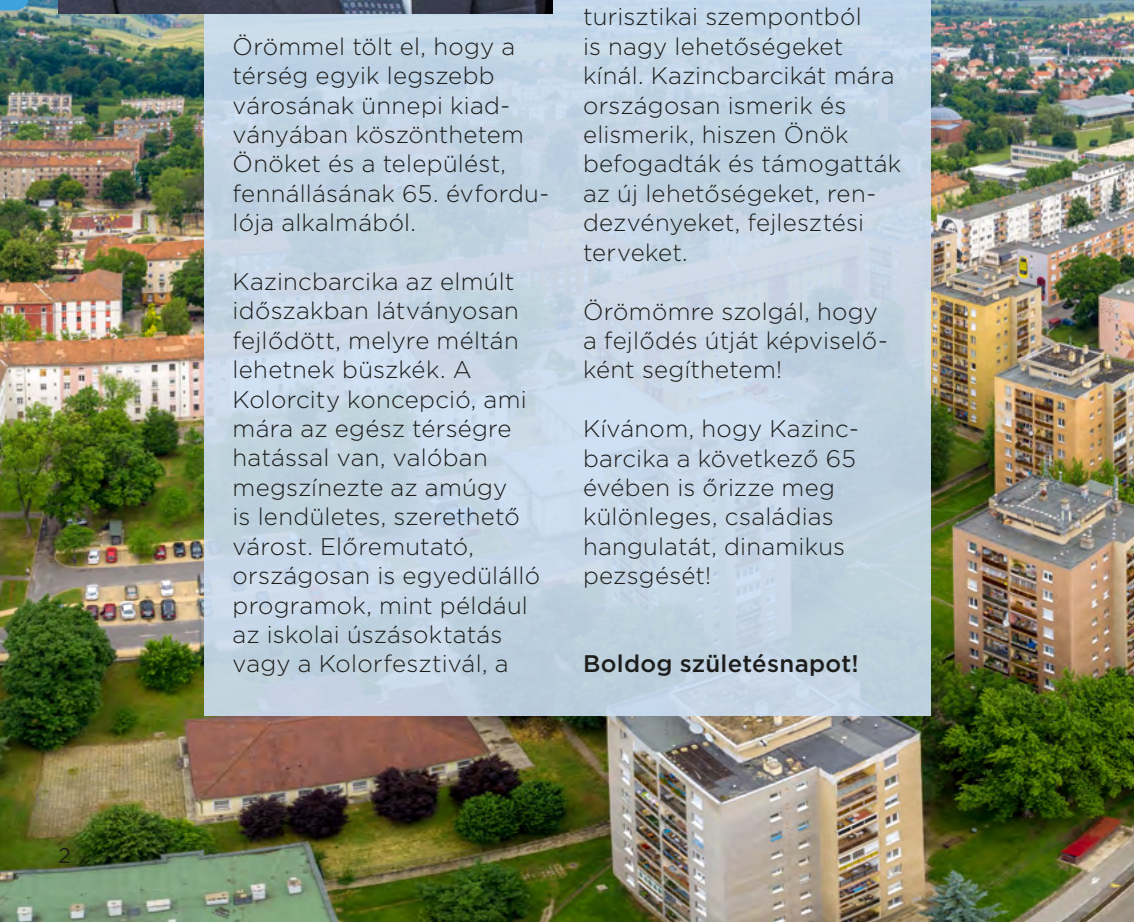 Örömmel tölt el, hogy a
térség egyik legszebb
városának ünnepi kiad-
ványában köszönthetem
Önöket és a települést,
fennállásának 65. évfordu-
lója alkalmából.
Kazincbarcika az elmúlt
időszakban látványosan
fejlődött, melyre méltán
lehetnek büszkék. A
Kolorcity koncepció, ami
mára az egész térségre
hatással van, valóban
megszínezte az amúgy
is lendületes, szerethető
várost. Előremutató,
országosan is egyedülálló
programok, mint például
az iskolai úszásoktatás
vagy a Kolorfesztivál, a
turisztikai szempontból
is nagy lehetőségeket
kínál. Kazincbarcikát mára
országosan ismerik és
elismerik, hiszen Önök
befogadták és támogatták
az új lehetőségeket, ren-
dezvényeket, fejlesztési
terveket.
Örömömre szolgál, hogy
a fejlődés útját képviselő-
ként segíthetem!
Kívánom, hogy Kazinc-
barcika a következő 65
évében is őrizze meg
különleges, családias
hangulatát, dinamikus
pezsgését!
Boldog születésnapot!
2